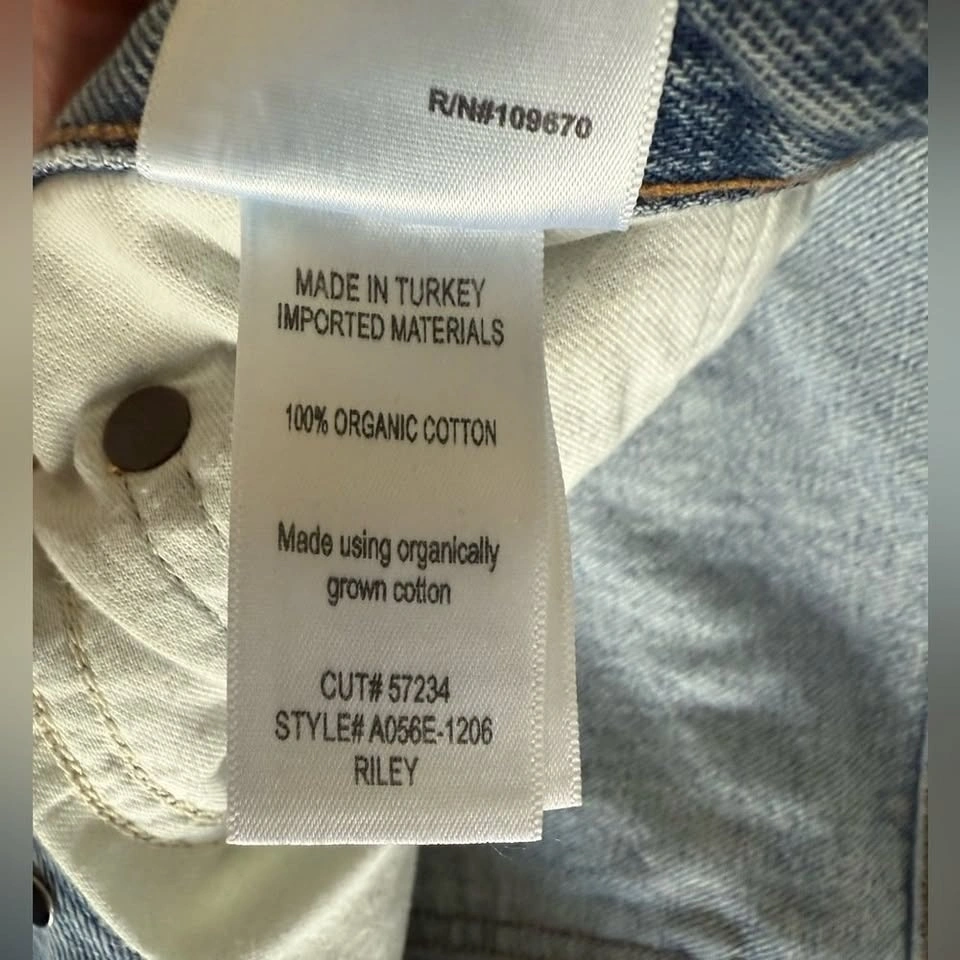 R/N#109670
MADE IN TURKEY
IMPORTED MATERIALS
100% ORGANIC COTTON
Made using organically
grown cotton
CUT# 57234
STYLE# A056E-1206
RILEY